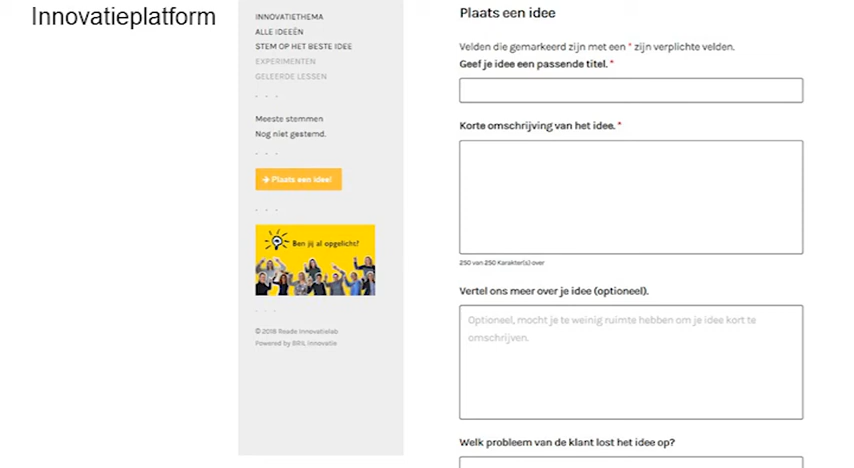 Innovatieplatform
INNOVATIETHEMA
ALLE IDEEËN
STEM OP HET BESTE IDEE
EXPERIMENTEN
GELEERDE LESSEN
- - -
Meeste stemmen
Nog niet gestemd.
- - -
→ Plaats een idee!
- - -
Ben jij al opgelicht?
- - -
© 2018 Reade Innovatielab
Powered by BRIL Innovatie
Plaats een idee
Velden die gemarkeerd zijn met een * zijn verplichte velden.
Geef je idee een passende titel. *
Korte omschrijving van het idee. *
250 van 250 Karakter(s) over
Vertel ons meer over je idee (optioneel).
Optioneel, mocht je te weinig ruimte hebben om je idee kort te
omschrijven.
Welk probleem van de klant lost het idee op?